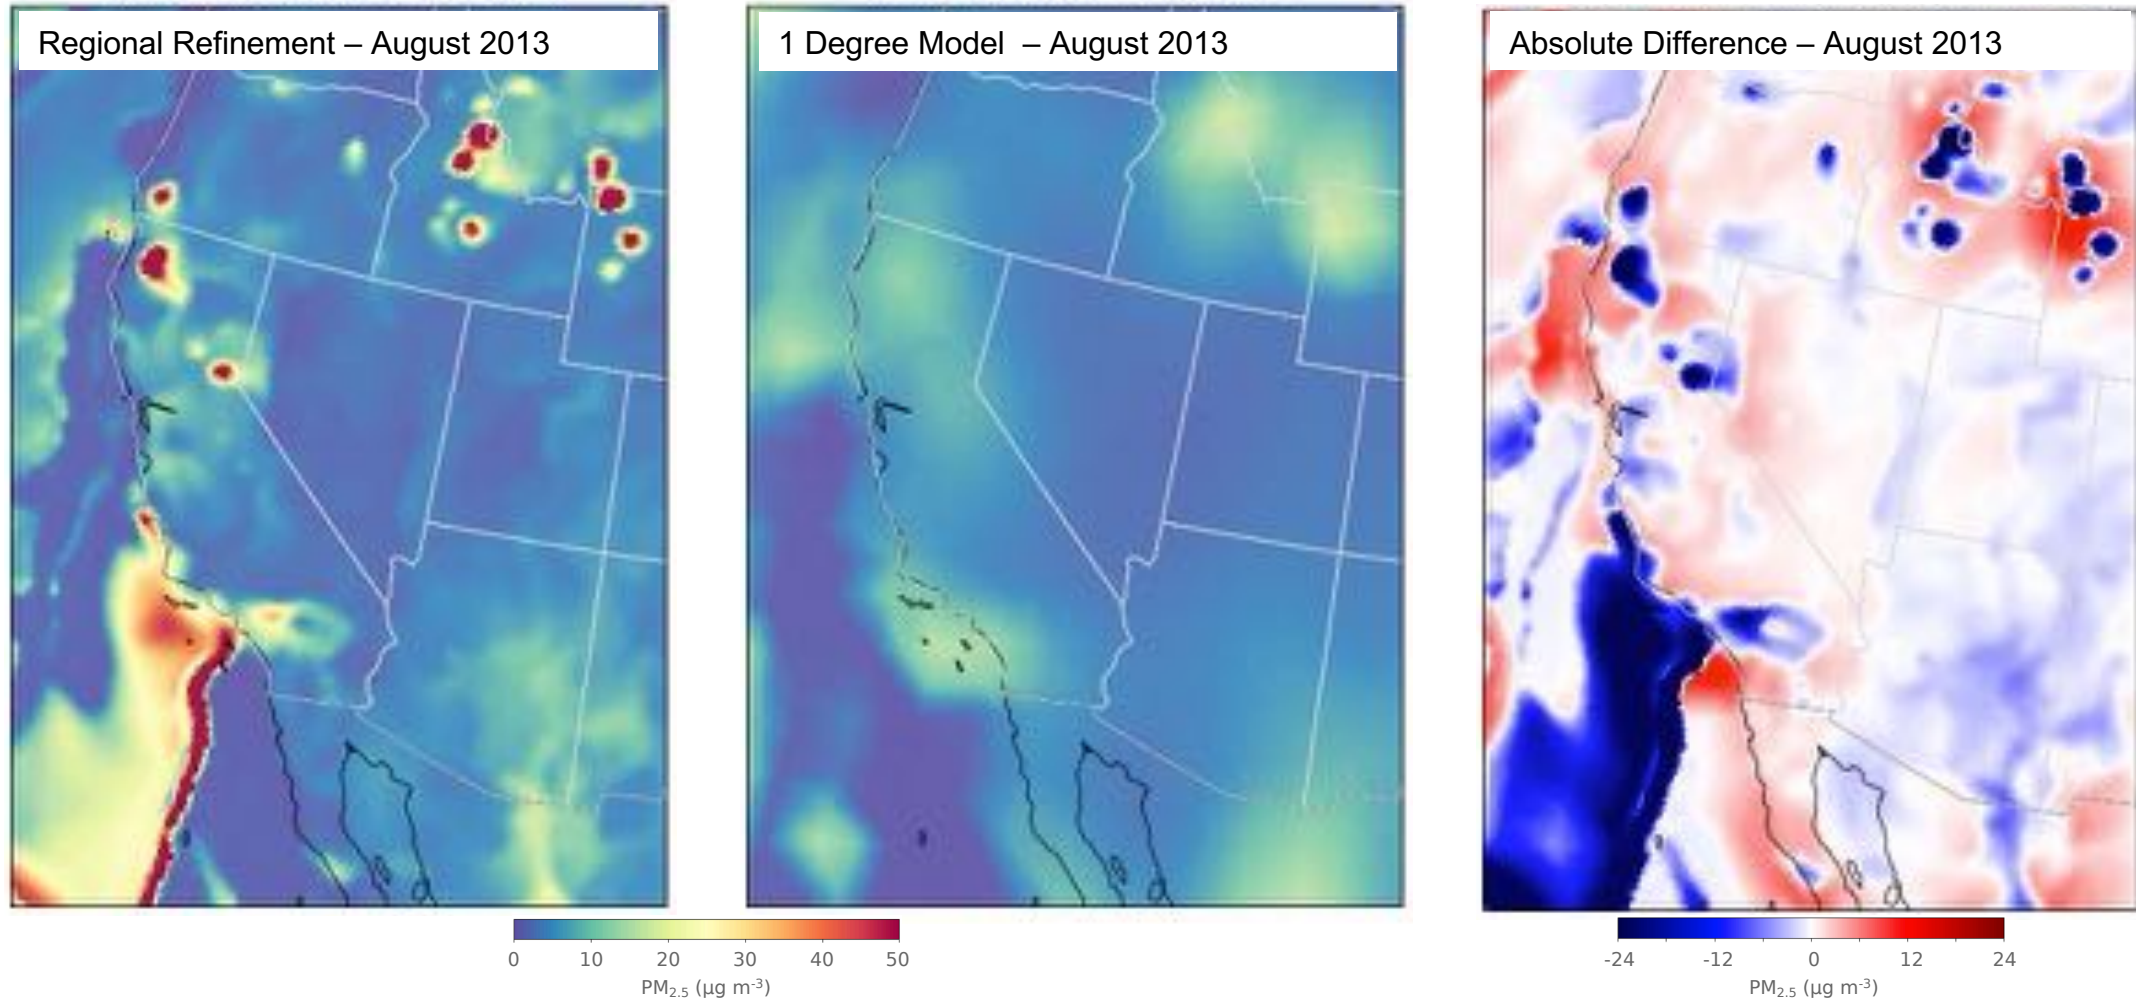 Regional Refinement – August 2013
1 Degree Model – August 2013
Absolute Difference – August 2013
0 10 20 30 40 50
PM2.5 (µg m-3)
-24 -12 0 12 24
PM2.5 (µg m-3)